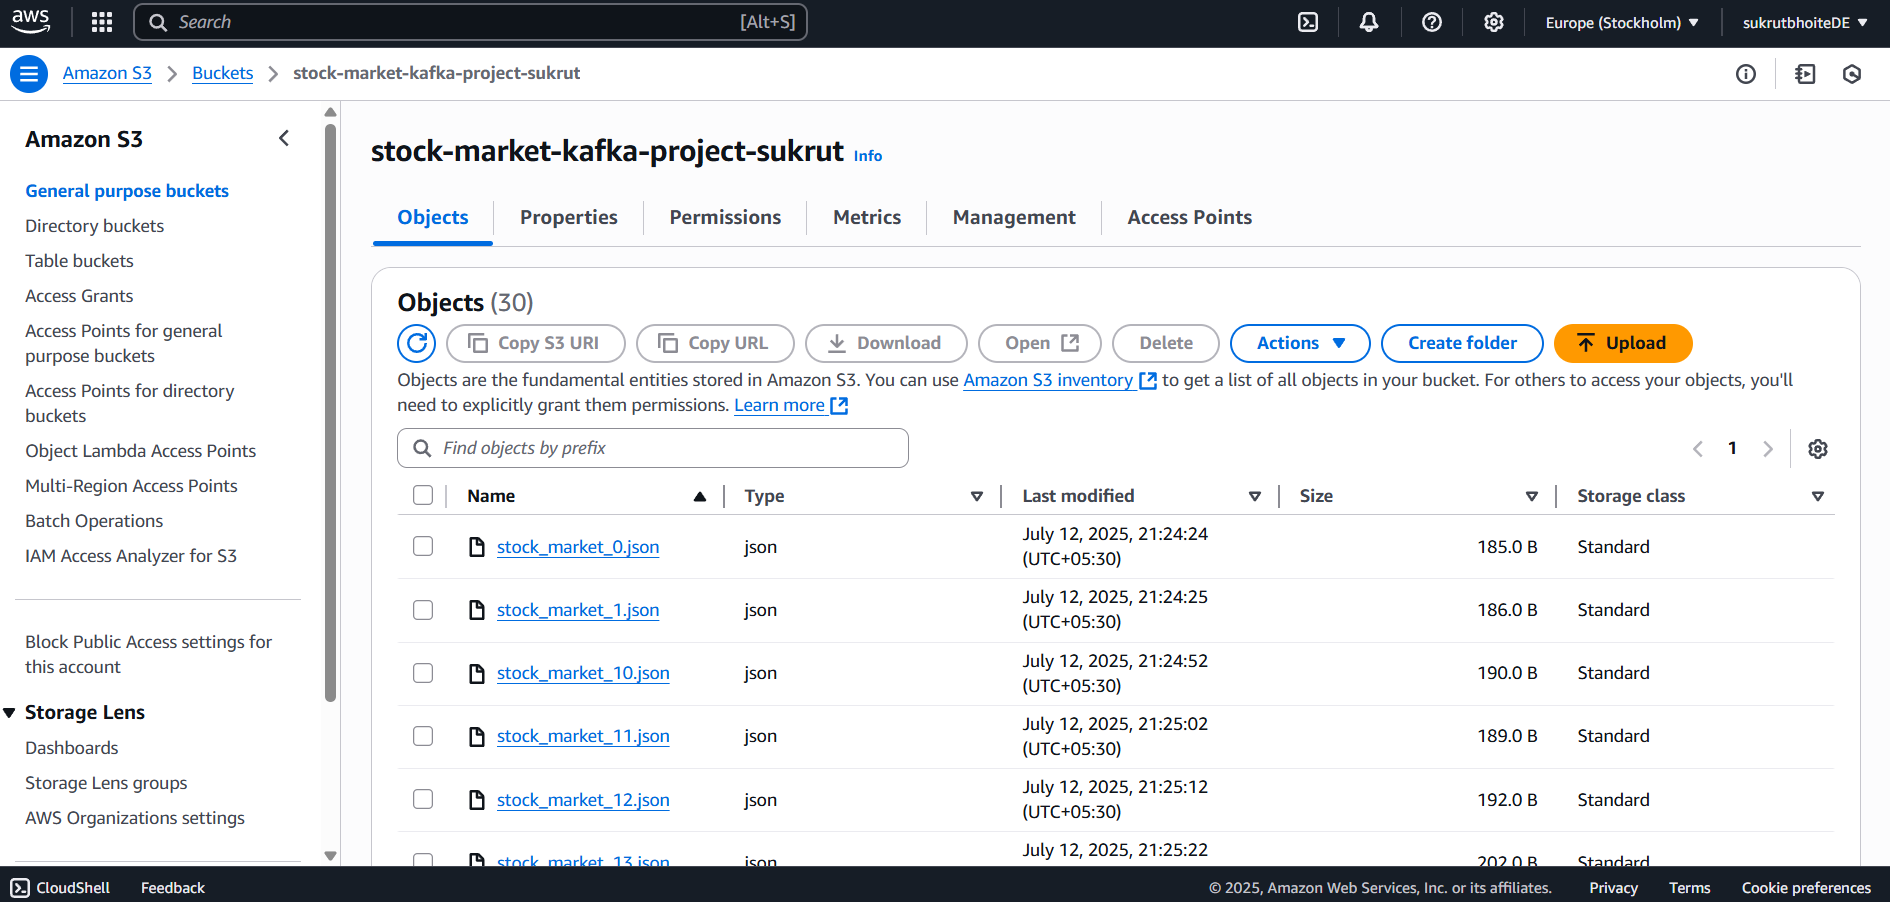 aws
Search [Alt+S]
Europe (Stockholm)
sukrutbhoiteDE
Amazon S3
Buckets
stock-market-kafka-project-sukrut
Amazon S3
General purpose buckets
Directory buckets
Table buckets
Access Grants
Access Points for general
purpose buckets
Access Points for directory
buckets
Object Lambda Access Points
Multi-Region Access Points
Batch Operations
IAM Access Analyzer for S3
Block Public Access settings for
this account
Storage Lens
Dashboards
Storage Lens groups
AWS Organizations settings
stock-market-kafka-project-sukrut Info
Objects Properties Permissions Metrics Management Access Points
Objects (30)
Copy S3 URI Copy URL Download Open Delete Actions Create folder Upload
Objects are the fundamental entities stored in Amazon S3. You can use Amazon S3 inventory to get a list of all objects in your bucket. For others to access your objects, you'll
need to explicitly grant them permissions. Learn more
Find objects by prefix
1
Name Type Last modified Size Storage class
stock_market_0.json json July 12, 2025, 21:24:24 185.0 B Standard
(UTC+05:30)
stock_market_1.json json July 12, 2025, 21:24:25 186.0 B Standard
(UTC+05:30)
stock_market_10.json json July 12, 2025, 21:24:52 190.0 B Standard
(UTC+05:30)
stock_market_11.json json July 12, 2025, 21:25:02 189.0 B Standard
(UTC+05:30)
stock_market_12.json json July 12, 2025, 21:25:12 192.0 B Standard
(UTC+05:30)
stock_market_13.json json July 12, 2025, 21:25:22 202.0 B Standard
CloudShell Feedback
© 2025, Amazon Web Services, Inc. or its affiliates. Privacy Terms Cookie preferences